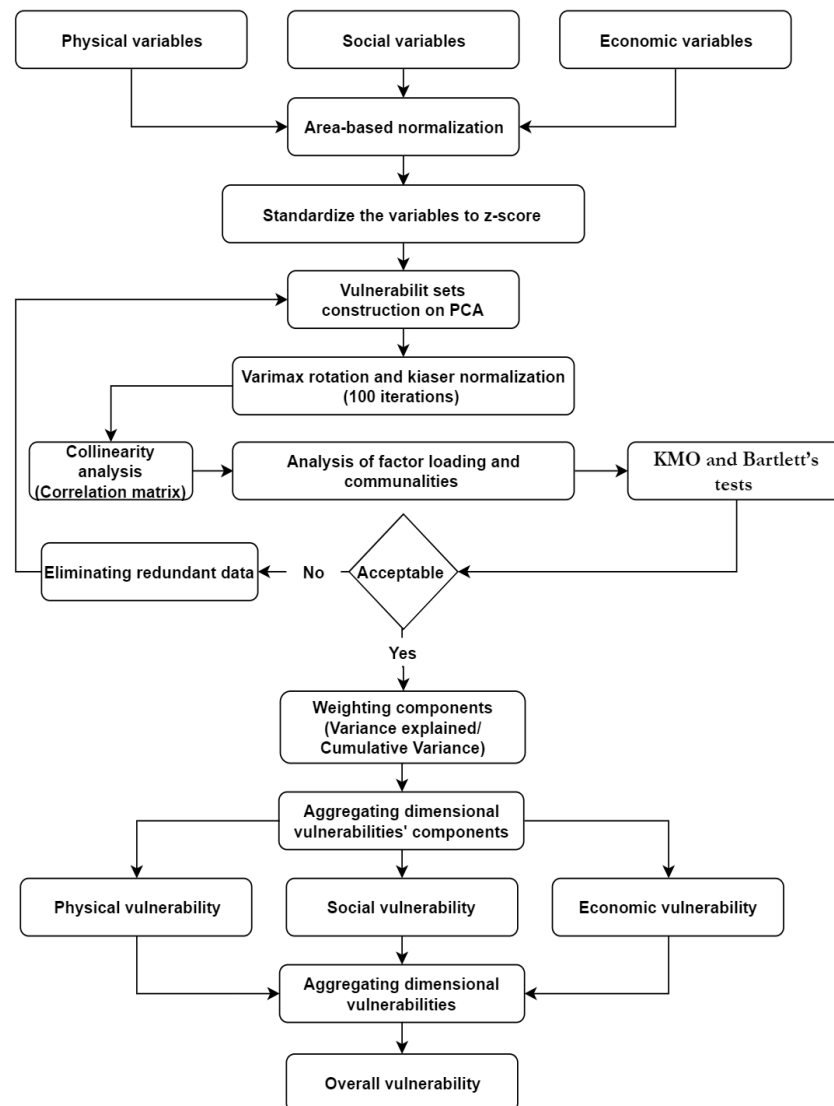 Physical variables
Social variables
Economic variables
Area-based normalization
Standardize the variables to z-score
Vulnerabilit sets
construction on PCA
Varimax rotation and kiaser normalization
(100 iterations)
Collinearity
analysis
(Correlation matrix)
Analysis of factor loading and
communalities
KMO and Bartlett's
tests
Eliminating redundant data
No
Acceptable
Yes
Weighting components
(Variance explained/
Cumulative Variance)
Aggregating dimensional
vulnerabilities' components
Physical vulnerability
Social vulnerability
Economic vulnerability
Aggregating dimensional
vulnerabilities
Overall vulnerability